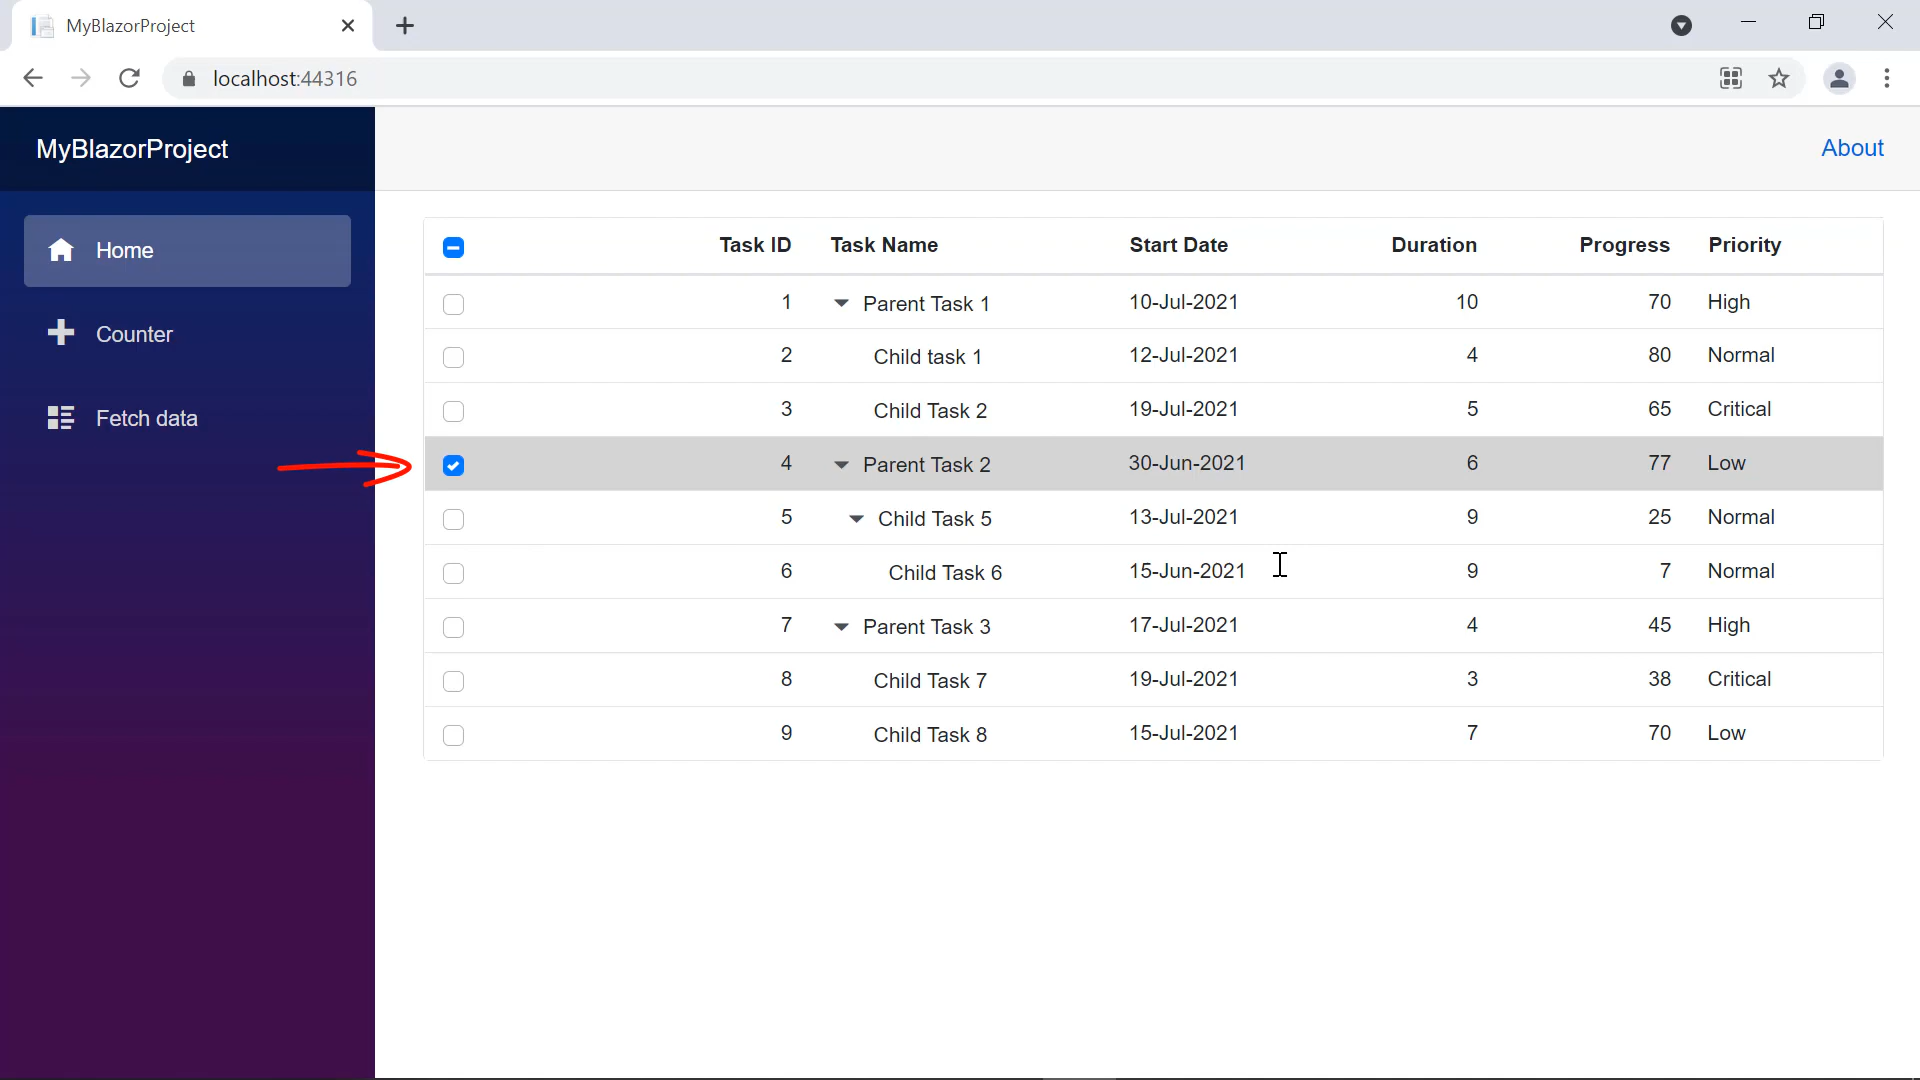 MyBlazorProject
localhost:44316
MyBlazorProject
About
Home
Counter
Fetch data
Task ID Task Name Start Date Duration Progress Priority
1 Parent Task 1 10-Jul-2021 10 70 High
2 Child task 1 12-Jul-2021 4 80 Normal
3 Child Task 2 19-Jul-2021 5 65 Critical
4 Parent Task 2 30-Jun-2021 6 77 Low
5 Child Task 5 13-Jul-2021 9 25 Normal
6 Child Task 6 15-Jun-2021 9 7 Normal
7 Parent Task 3 17-Jul-2021 4 45 High
8 Child Task 7 19-Jul-2021 3 38 Critical
9 Child Task 8 15-Jul-2021 7 70 Low